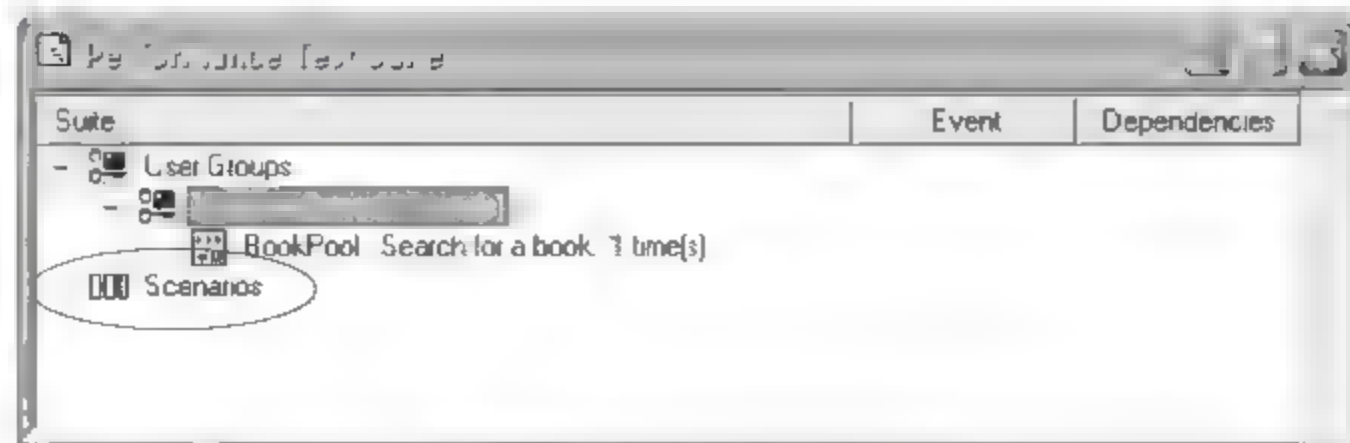 Suite Event Dependencies
User Groups
BookPool Search for a book. 1 time(s)
Scenarios